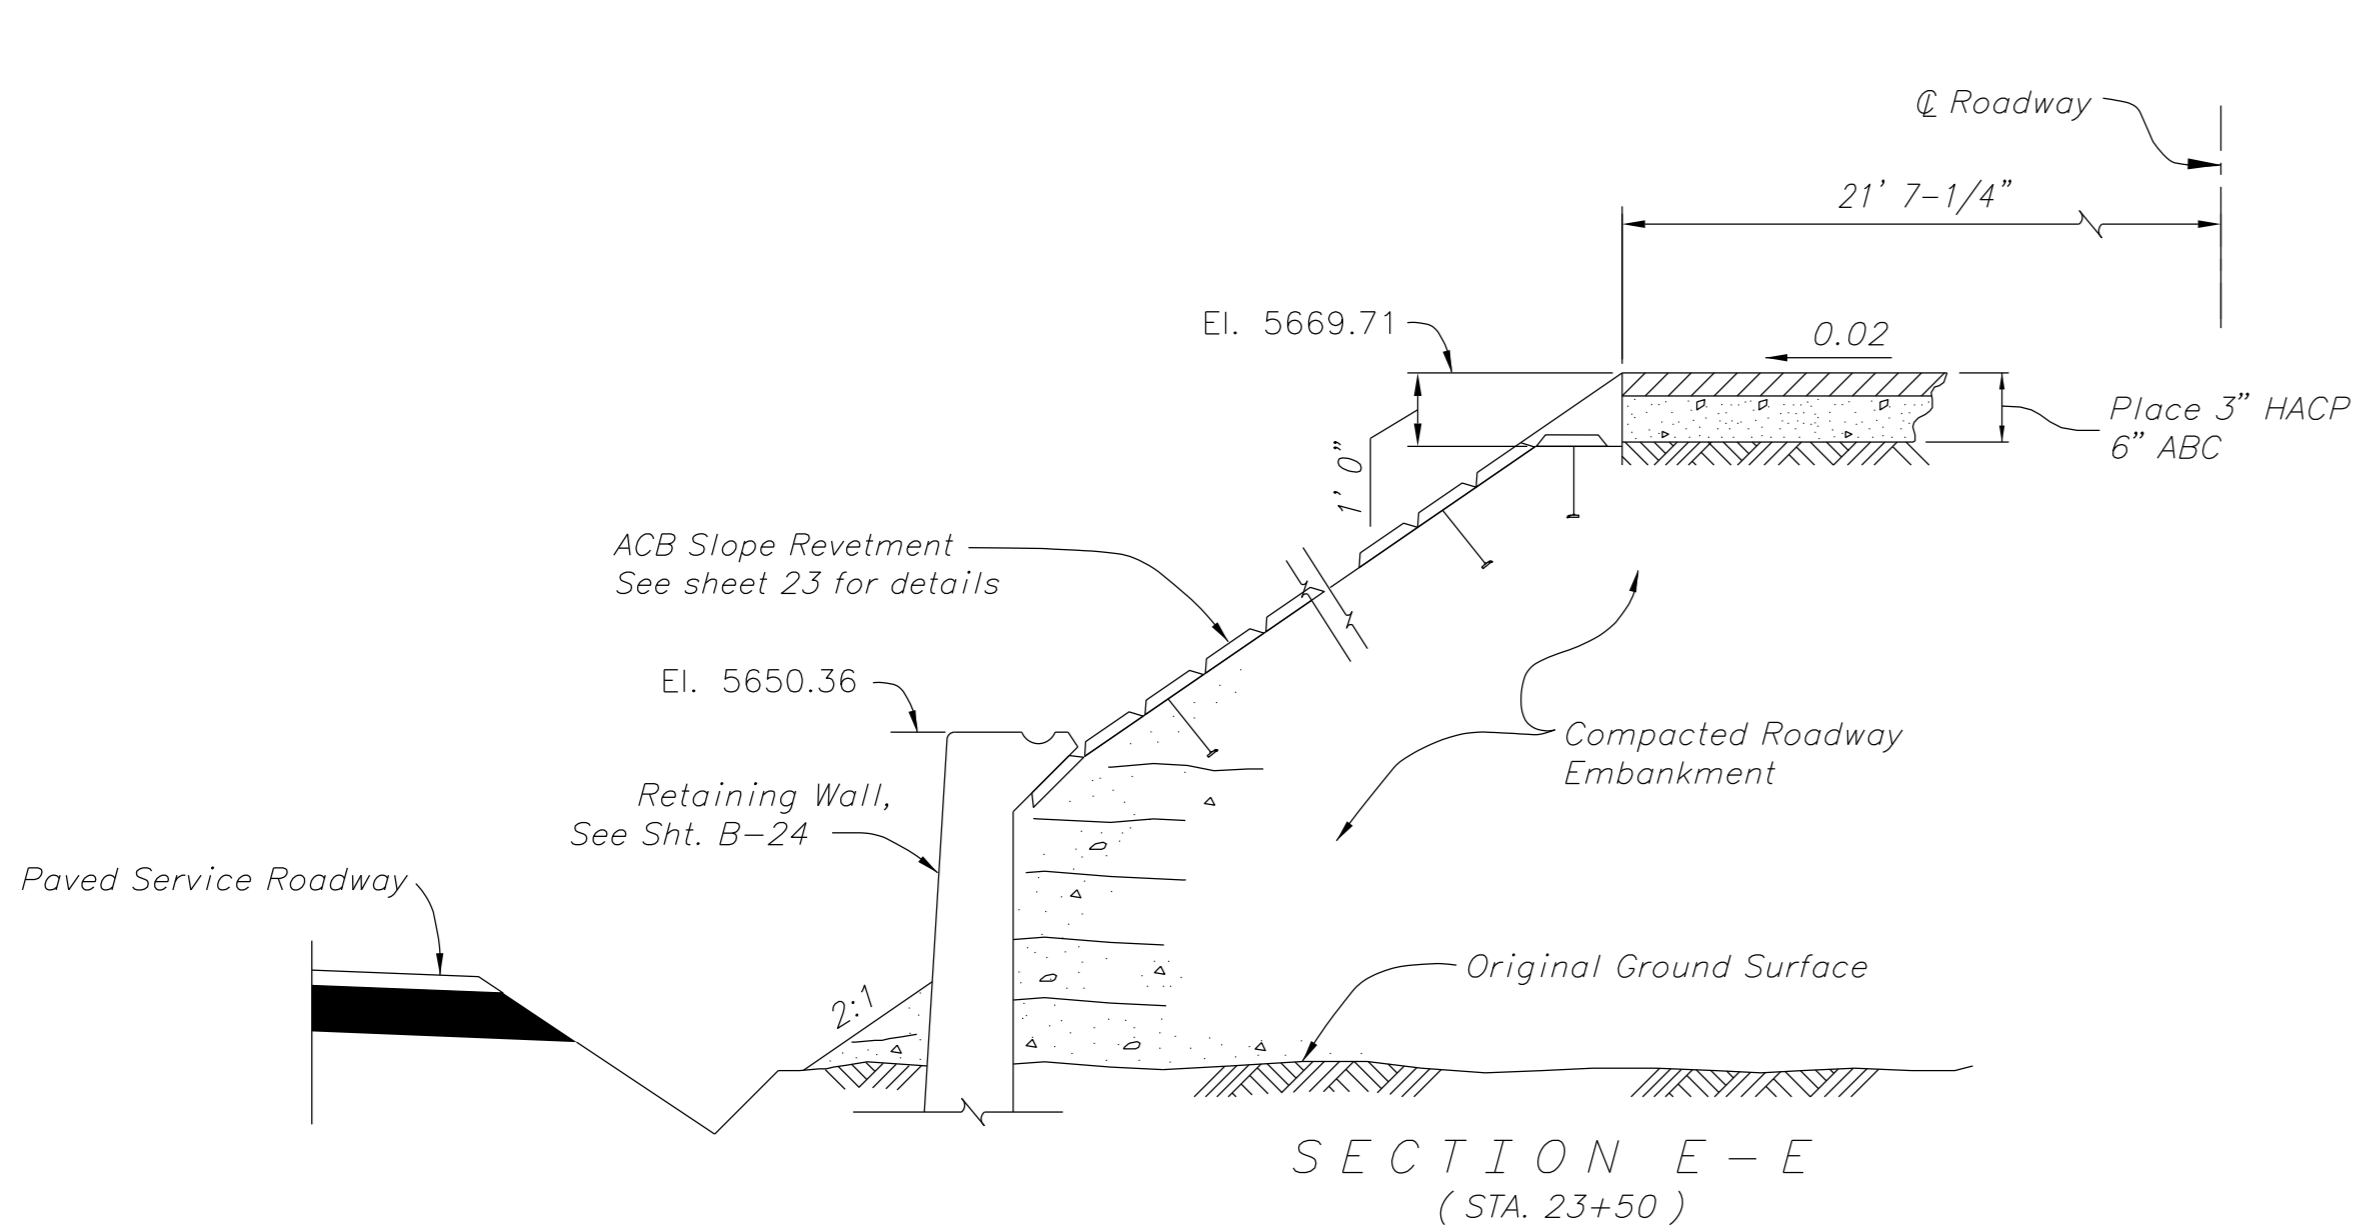 ℄ Roadway
21' 7-1/4"
El. 5669.71
0.02
Place 3" HACP
6" ABC
1' 0"
ACB Slope Revetment
See sheet 23 for details
El. 5650.36
Compacted Roadway
Embankment
Retaining Wall,
See Sht. B-24
Paved Service Roadway
Original Ground Surface
2:1
SECTION E-E
( STA. 23+50 )